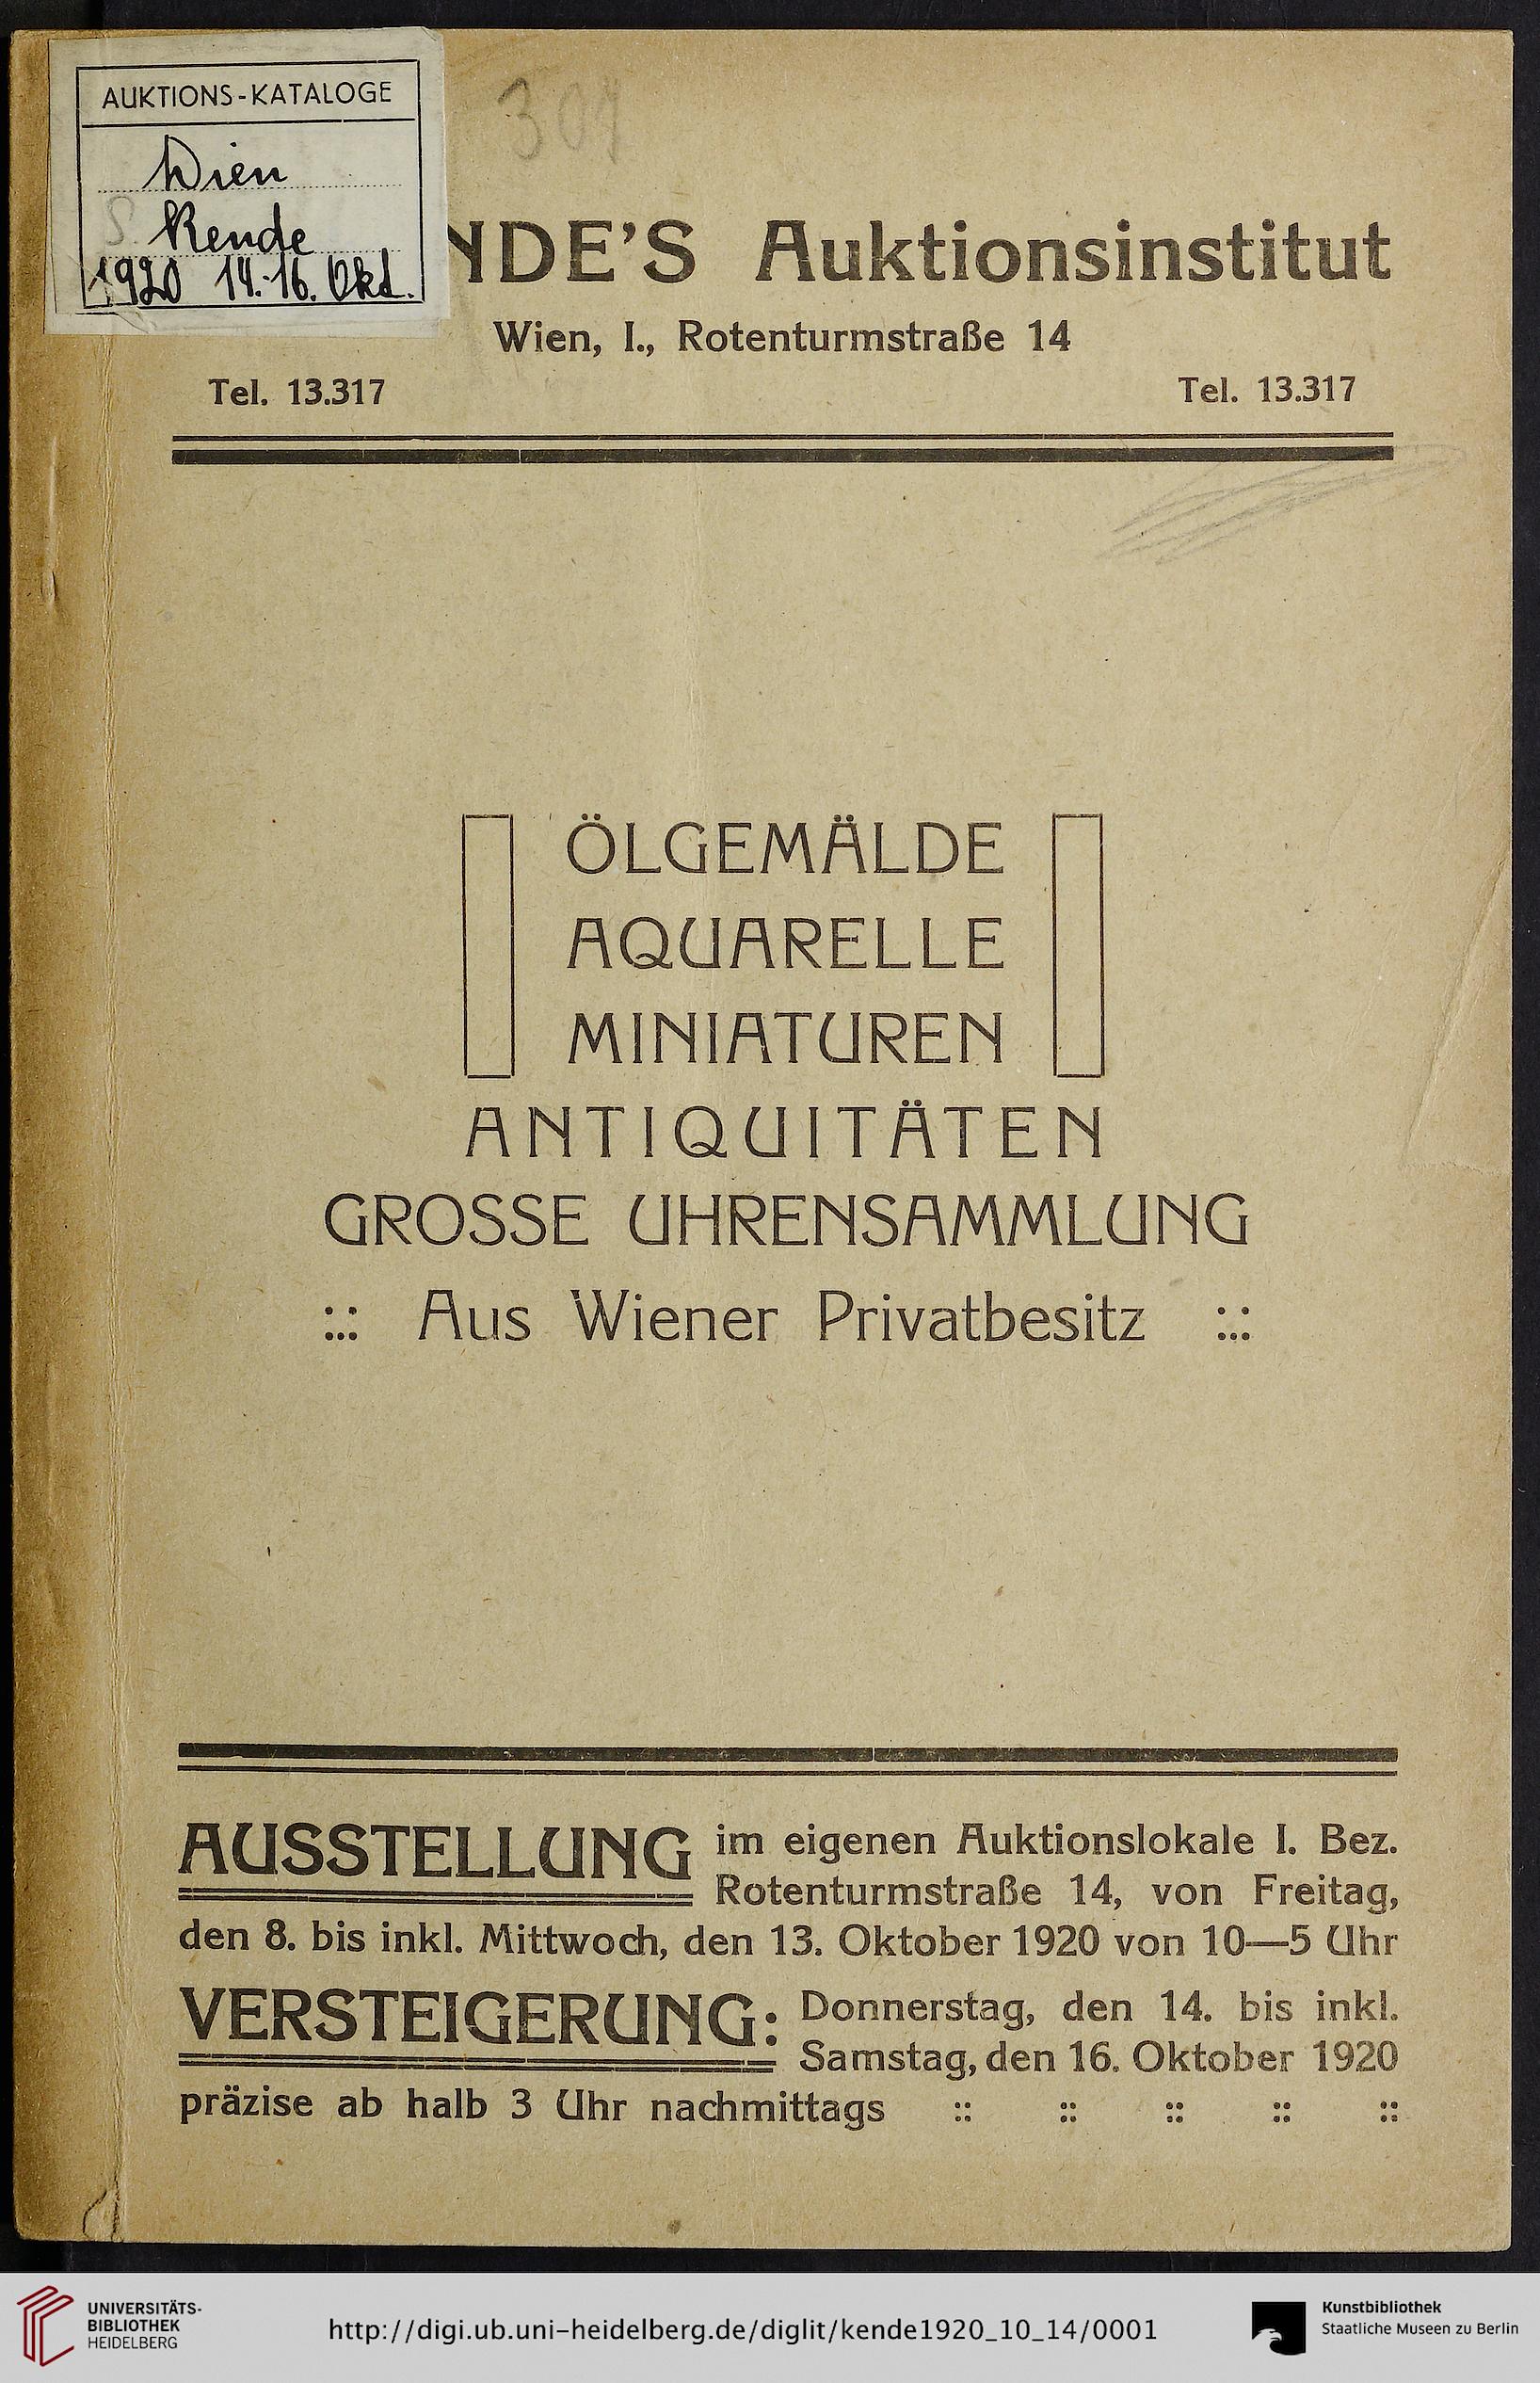 AUKTIONS-KATALOGE
Wien
S. Kende
1920 14.-16. Okt.
309
NDE'S Auktionsinstitut
Wien, I., Rotenturmstraße 14
Tel. 13.317 Tel. 13.317
ÖLGEMÄLDE
AQUARELLE
MINIATUREN
ANTIQUITÄTEN
GROSSE UHRENSAMMLUNG
Aus Wiener Privatbesitz
AUSSTELLUNG im eigenen Auktionslokale I. Bez.
Rotenturmstraße 14, von Freitag,
den 8. bis inkl. Mittwoch, den 13. Oktober 1920 von 10—5 Uhr
VERSTEIGERUNG: Donnerstag, den 14. bis inkl.
Samstag, den 16. Oktober 1920
präzise ab halb 3 Uhr nachmittags :: :: :: :: ::
UNIVERSITÄTS-
BIBLIOTHEK
HEIDELBERG
http://digi.ub.uni-heidelberg.de/diglit/kende1920_10_14/0001
Kunstbibliothek
Staatliche Museen zu Berlin